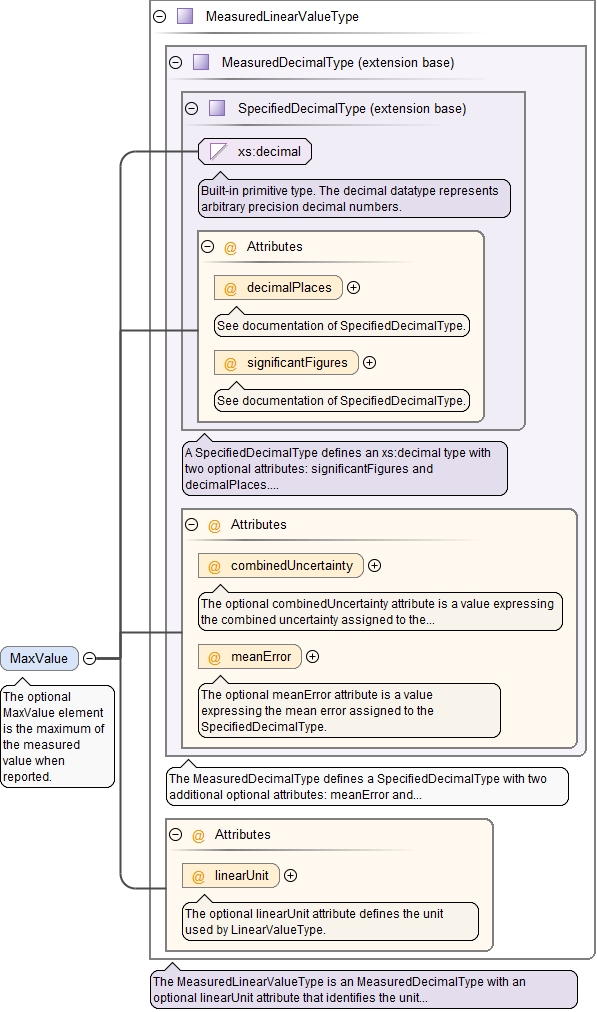 MeasuredLinearValueType
MeasuredDecimalType (extension base)
SpecifiedDecimalType (extension base)
xs:decimal
Built-in primitive type. The decimal datatype represents
arbitrary precision decimal numbers.
@ Attributes
@ decimalPlaces
See documentation of SpecifiedDecimalType.
@ significantFigures
See documentation of SpecifiedDecimalType.
A SpecifiedDecimalType defines an xs:decimal type with
two optional attributes: significantFigures and
decimalPlaces....
@ Attributes
@ combinedUncertainty
The optional combinedUncertainty attribute is a value expressing
the combined uncertainty assigned to the...
@ meanError
The optional meanError attribute is a value
expressing the mean error assigned to the
SpecifiedDecimalType.
MaxValue
The optional
MaxValue element
is the maximum of
the measured
value when
reported.
The MeasuredDecimalType defines a SpecifiedDecimalType with two
additional optional attributes: meanError and...
@ Attributes
@ linearUnit
The optional linearUnit attribute defines the unit
used by LinearValueType.
The MeasuredLinearValueType is an MeasuredDecimalType with an
optional linearUnit attribute that identifies the unit...